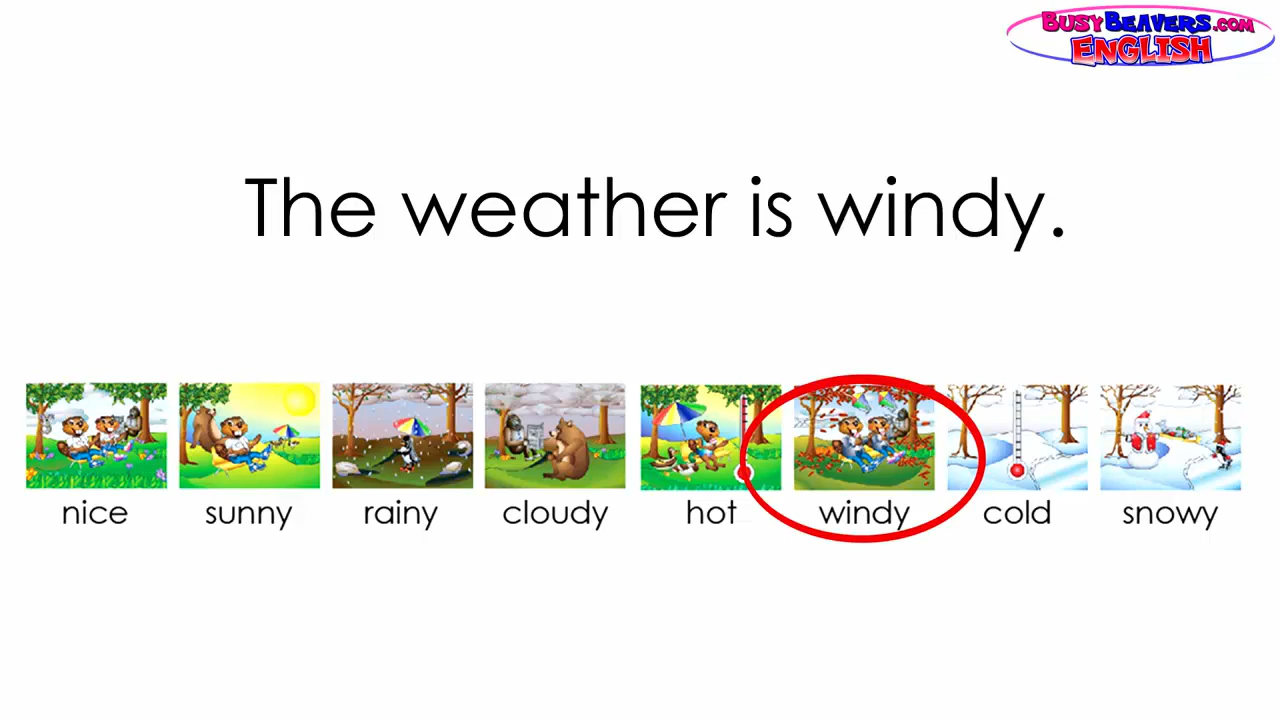 BUSYBEAVERS.COM
ENGLISH
The weather is windy.
nice sunny rainy cloudy hot windy cold snowy